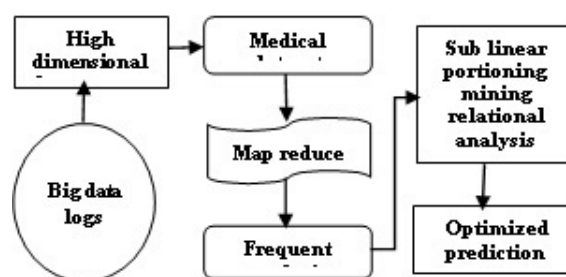 Big data
logs
High
dimensional
Medical
Map reduce
Frequent
Sub linear
portioning
mining
relational
analysis
Optimized
prediction